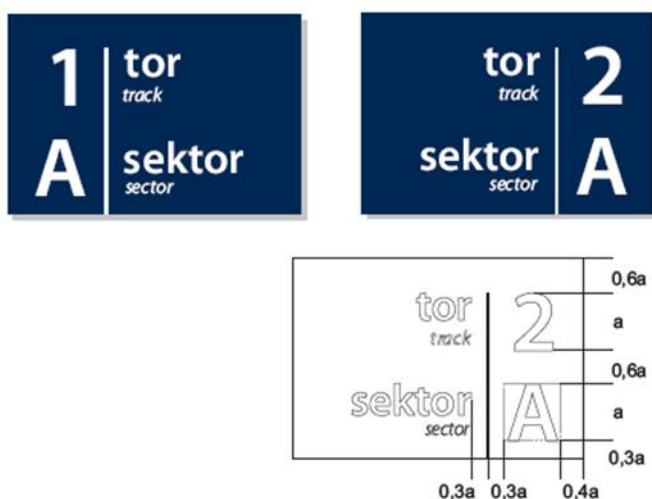 1 tor
track
A sektor
sector
tor 2
track
sektor A
sector
0,6a
tor 2 a
track
0,6a
sektor A a
sector
0,3a
0,3a 0,3a 0,4a